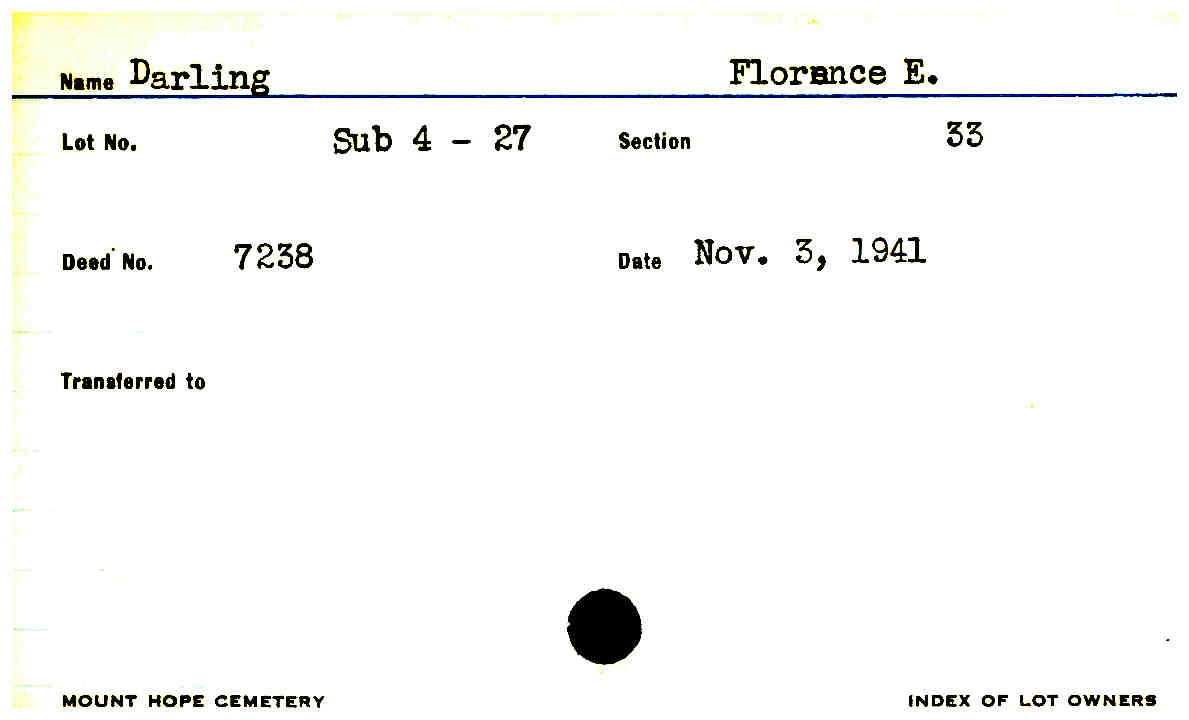 Name Darling Florence E.
Lot No. Sub 4 - 27 Section 33
Deed No. 7238 Date Nov. 3, 1941
Transferred to
MOUNT HOPE CEMETERY INDEX OF LOT OWNERS